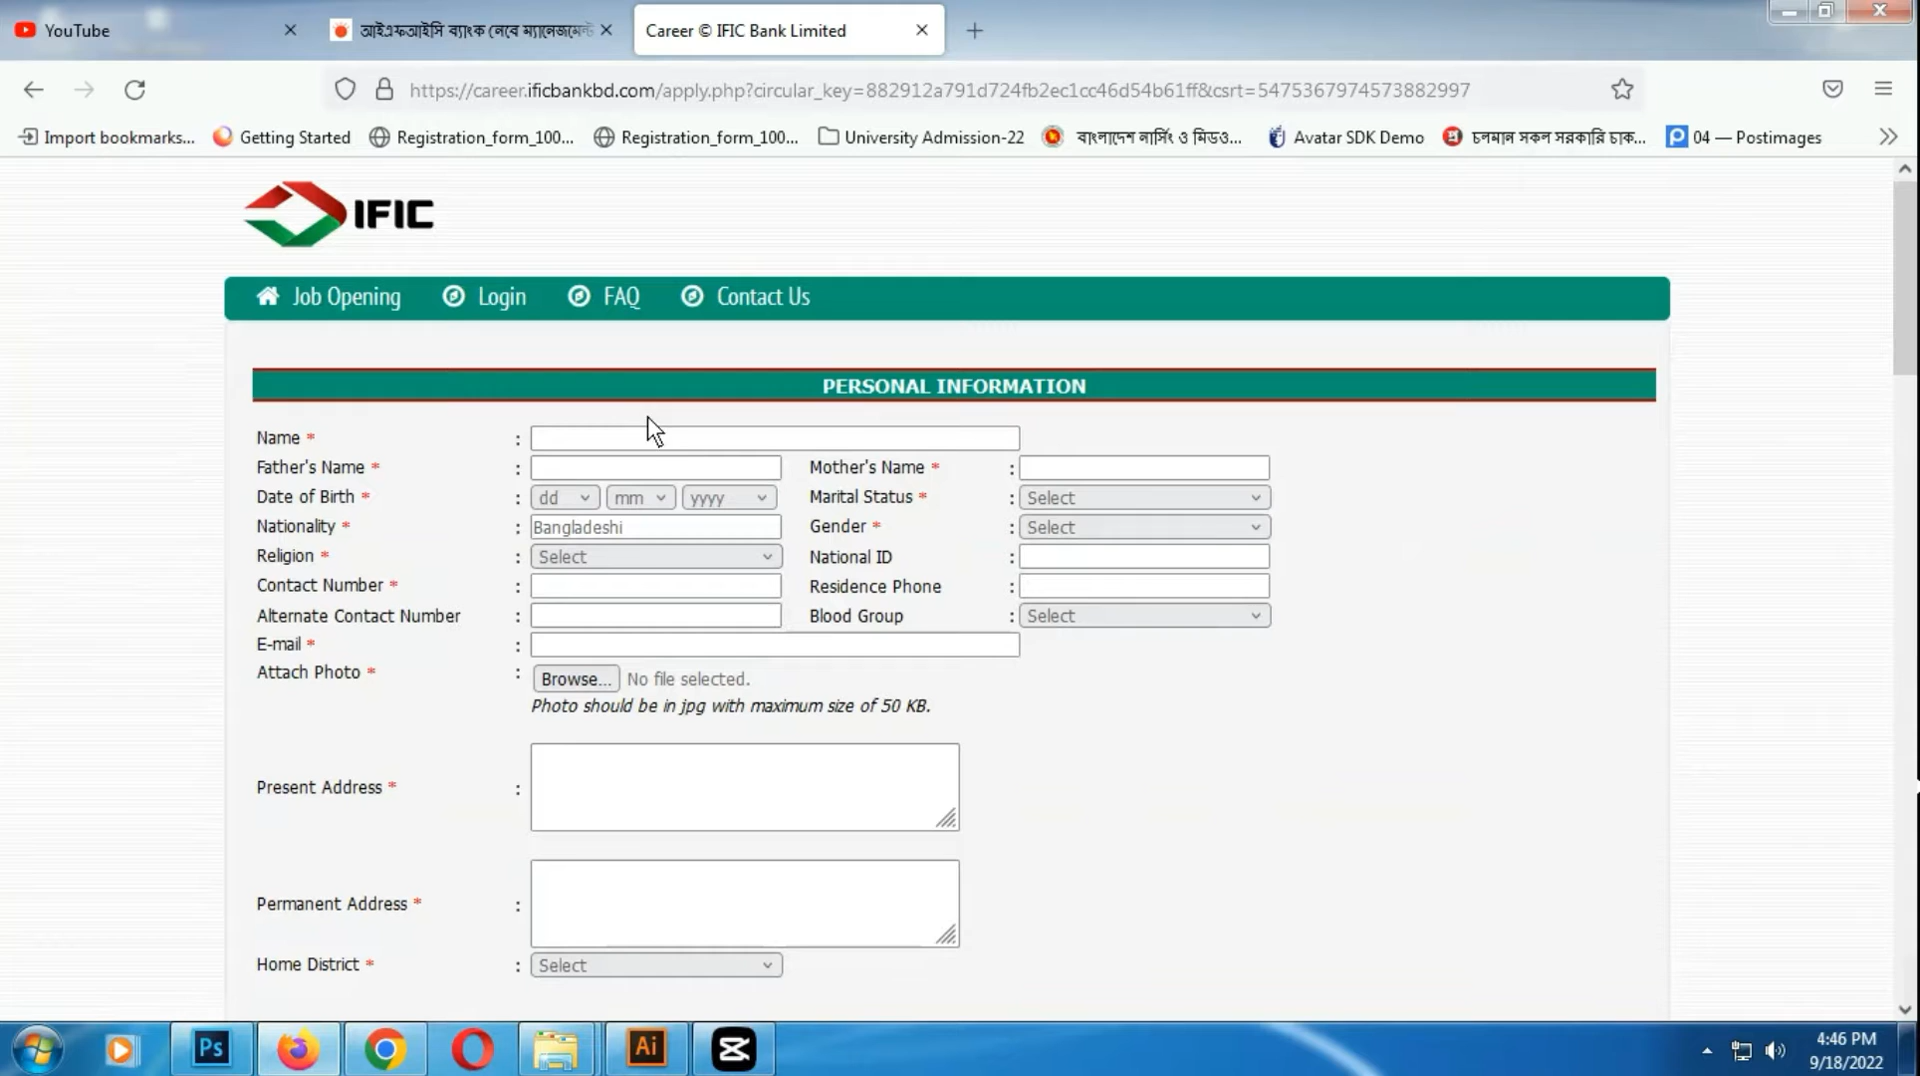 YouTube
আইএফআইসি ব্যাংক নেবে ম্যানেজমেন্ট
Career © IFIC Bank Limited
https://career.ificbankbd.com/apply.php?circular_key=882912a791d724fb2ec1cc46d54b61ff&csrt=5475367974573882997
Import bookmarks... Getting Started Registration_form_100... Registration_form_100... University Admission-22 বাংলাদেশ নার্সিং ও মিডও... Avatar SDK Demo চলমান সকল সরকারি চাক... 04 — Postimages
IFIC
Job Opening Login FAQ Contact Us
PERSONAL INFORMATION
Name * :
Father's Name * : Mother's Name * :
Date of Birth * : dd mm yyyy Marital Status * : Select
Nationality * : Bangladeshi Gender * : Select
Religion * : Select National ID :
Contact Number * : Residence Phone :
Alternate Contact Number : Blood Group : Select
E-mail * :
Attach Photo * : Browse... No file selected.
Photo should be in jpg with maximum size of 50 KB.
Present Address * :
Permanent Address * :
Home District * : Select
Ps Ai
4:46 PM
9/18/2022